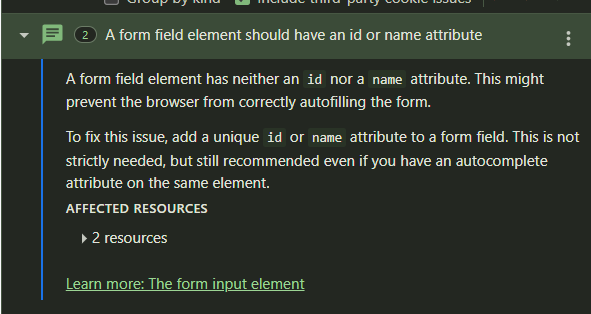 Group by kind Include third-party cookie issues
2 A form field element should have an id or name attribute
A form field element has neither an id nor a name attribute. This might
prevent the browser from correctly autofilling the form.
To fix this issue, add a unique id or name attribute to a form field. This is not
strictly needed, but still recommended even if you have an autocomplete
attribute on the same element.
AFFECTED RESOURCES
2 resources
Learn more: The form input element